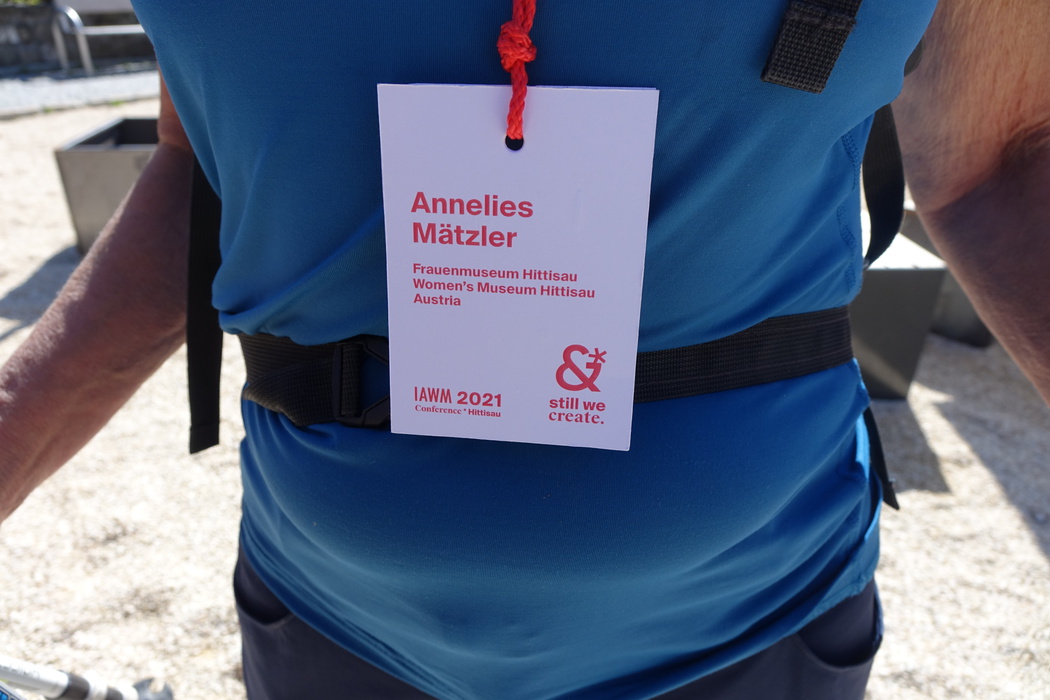 Annelies
Mätzler
Frauenmuseum Hittisau
Women's Museum Hittisau
Austria
IAWM 2021
Conference * Hittisau
&*
still we
create.